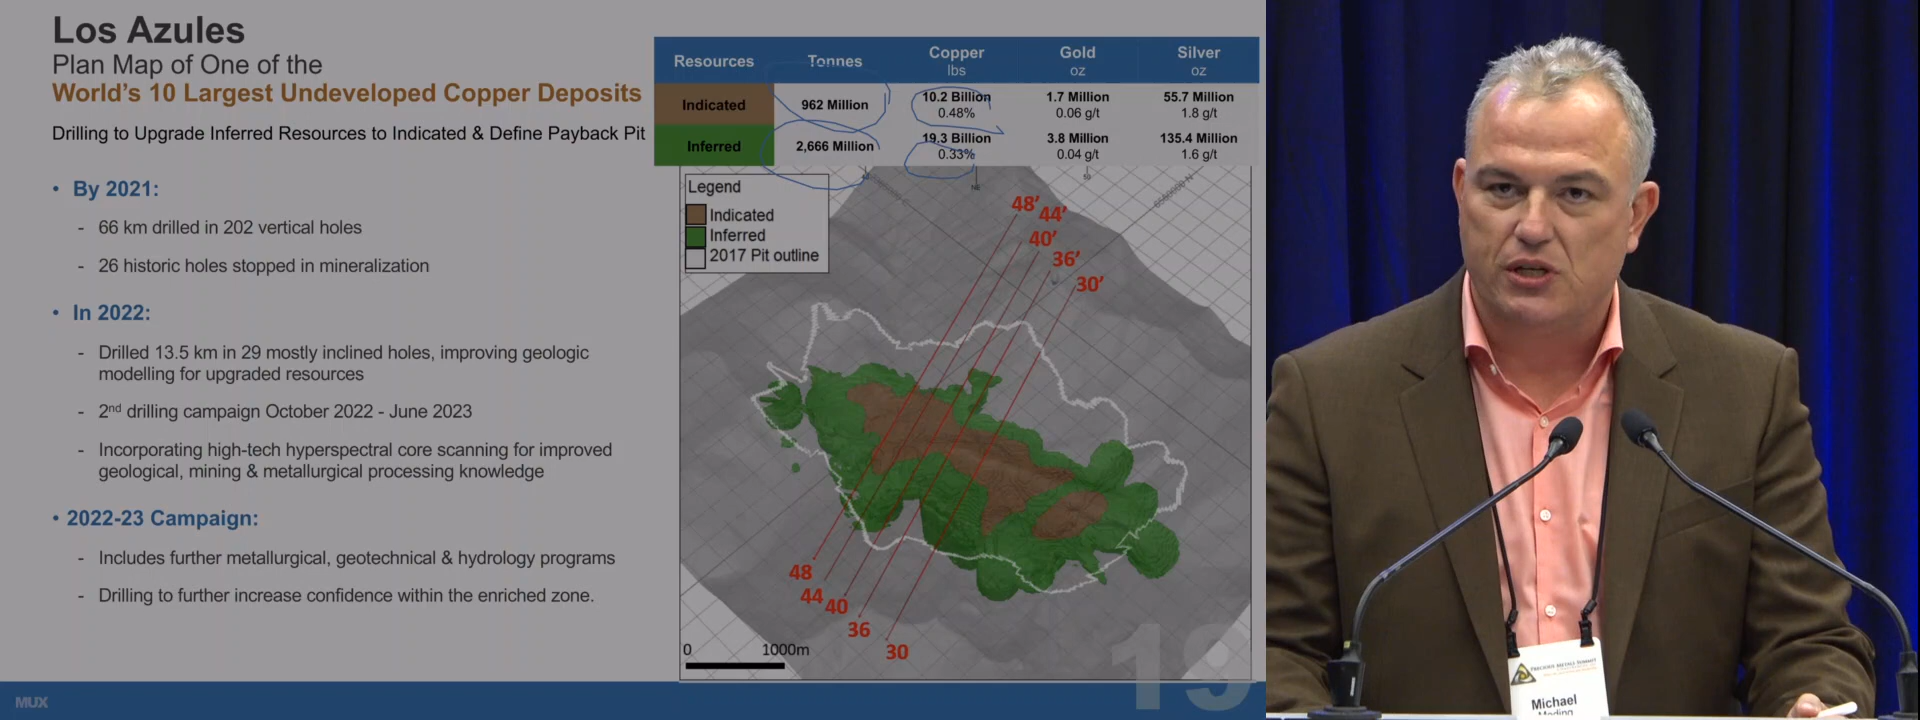 Los Azules
Plan Map of One of the
World's 10 Largest Undeveloped Copper Deposits
Drilling to Upgrade Inferred Resources to Indicated & Define Payback Pit
• By 2021:
- 66 km drilled in 202 vertical holes
- 26 historic holes stopped in mineralization
• In 2022:
- Drilled 13.5 km in 29 mostly inclined holes, improving geologic
modelling for upgraded resources
- 2nd drilling campaign October 2022 - June 2023
- Incorporating high-tech hyperspectral core scanning for improved
geological, mining & metallurgical processing knowledge
• 2022-23 Campaign:
- Includes further metallurgical, geotechnical & hydrology programs
- Drilling to further increase confidence within the enriched zone.
Resources Tonnes Copper lbs Gold oz Silver oz
Indicated 962 Million 10.2 Billion 1.7 Million 55.7 Million
0.48% 0.06 g/t 1.8 g/t
Inferred 2,666 Million 19.3 Billion 3.8 Million 135.4 Million
0.33% 0.04 g/t 1.6 g/t
Legend
Indicated
Inferred
2017 Pit outline
NE
48'
44'
40'
36'
30'
48
44
40
36
30
0 1000m
19
MUX
PRECIOUS METALS SUMMIT
Michael